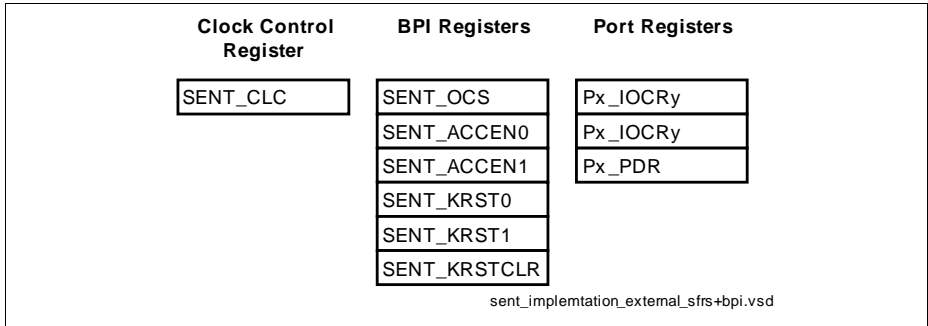 Clock Control Register
BPI Registers
Port Registers
SENT_CLC
SENT_OCS
SENT_ACCEN0
SENT_ACCEN1
SENT_KRST0
SENT_KRST1
SENT_KRSTCLR
Px_IOCRy
Px_IOCRy
Px_PDR
sent_implemtation_external_sfrs+bpi.vsd